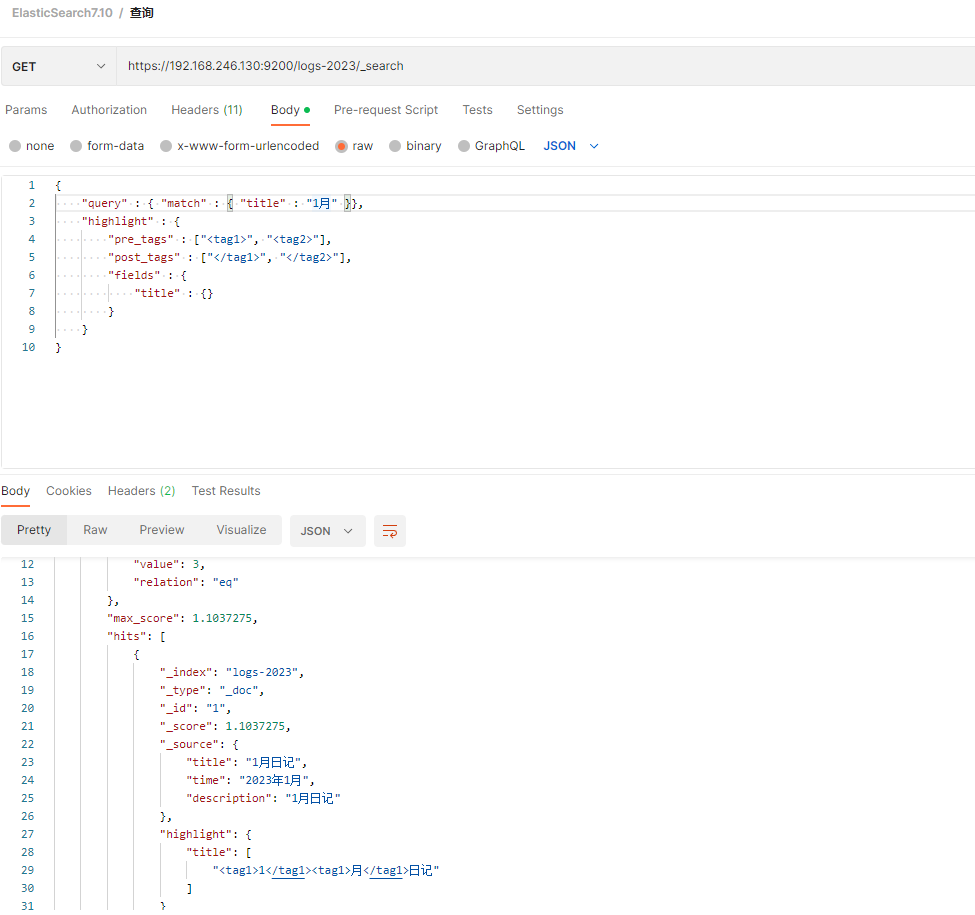 ElasticSearch7.10 / 查询
GET https://192.168.246.130:9200/logs-2023/_search
Params Authorization Headers (11) Body Pre-request Script Tests Settings
none form-data x-www-form-urlencoded raw binary GraphQL JSON
1 {
2 "query" : { "match" : { "title" : "1月" }},
3 "highlight" : {
4 "pre_tags" : ["<tag1>", "<tag2>"],
5 "post_tags" : ["</tag1>", "</tag2>"],
6 "fields" : {
7 "title" : {}
8 }
9 }
10 }
Body Cookies Headers (2) Test Results
Pretty Raw Preview Visualize JSON
12 "value": 3,
13 "relation": "eq"
14 },
15 "max_score": 1.1037275,
16 "hits": [
17 {
18 "_index": "logs-2023",
19 "_type": "_doc",
20 "_id": "1",
21 "_score": 1.1037275,
22 "_source": {
23 "title": "1月日记",
24 "time": "2023年1月",
25 "description": "1月日记"
26 },
27 "highlight": {
28 "title": [
29 "<tag1>1</tag1><tag1>月</tag1>日记"
30 ]
31 }